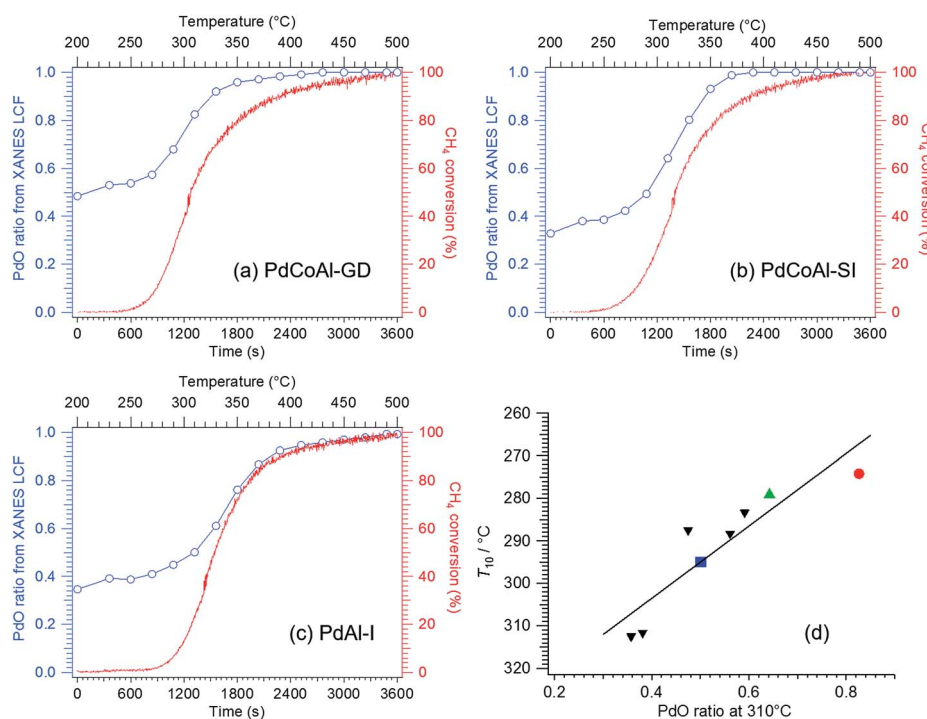 Temperature (°C)
200 250 300 350 400 450 500
1.0
0.8
0.6
0.4
0.2
0.0
PdO ratio from XANES LCF
100
80
60
40
20
0
CH4 conversion (%)
(a) PdCoAl-GD
0 600 1200 1800 2400 3000 3600
Time (s)
Temperature (°C)
200 250 300 350 400 450 500
1.0
0.8
0.6
0.4
0.2
0.0
PdO ratio from XANES LCF
100
80
60
40
20
0
CH4 conversion (%)
(b) PdCoAl-SI
0 600 1200 1800 2400 3000 3600
Time (s)
Temperature (°C)
200 250 300 350 400 450 500
1.0
0.8
0.6
0.4
0.2
0.0
PdO ratio from XANES LCF
100
80
60
40
20
0
CH4 conversion (%)
(c) PdAl-I
0 600 1200 1800 2400 3000 3600
Time (s)
260
270
280
290
300
310
320
T10 / °C
(d)
0.2 0.4 0.6 0.8
PdO ratio at 310°C